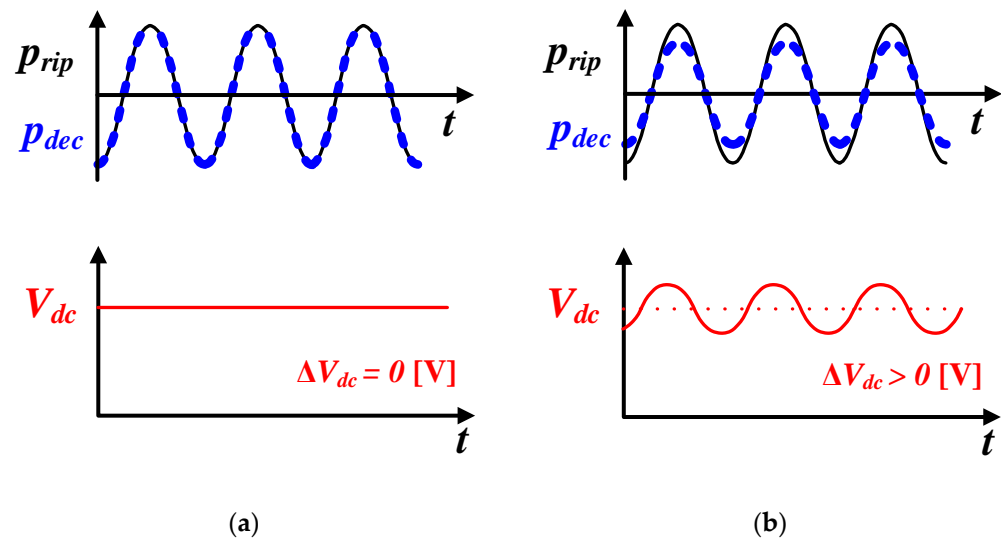 p_rip
p_dec
t
V_dc
ΔV_dc = 0 [V]
t
(a)
p_rip
p_dec
t
V_dc
ΔV_dc > 0 [V]
t
(b)